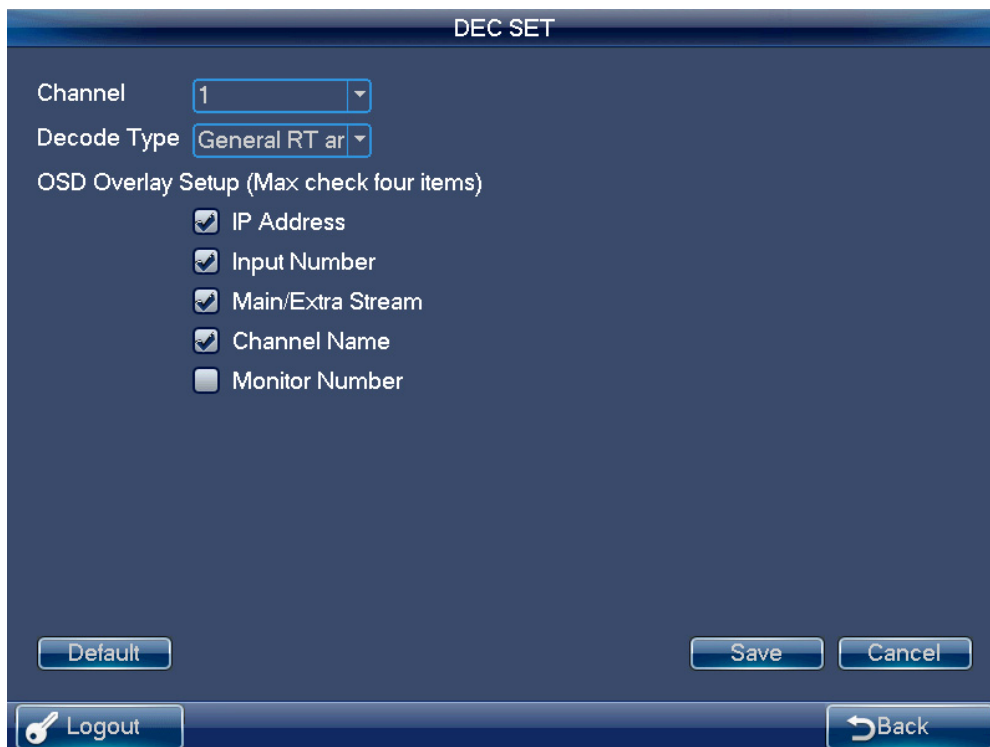 DEC SET
Channel 1
Decode Type General RT ar
OSD Overlay Setup (Max check four items)
IP Address
Input Number
Main/Extra Stream
Channel Name
Monitor Number
Default Save Cancel
Logout Back